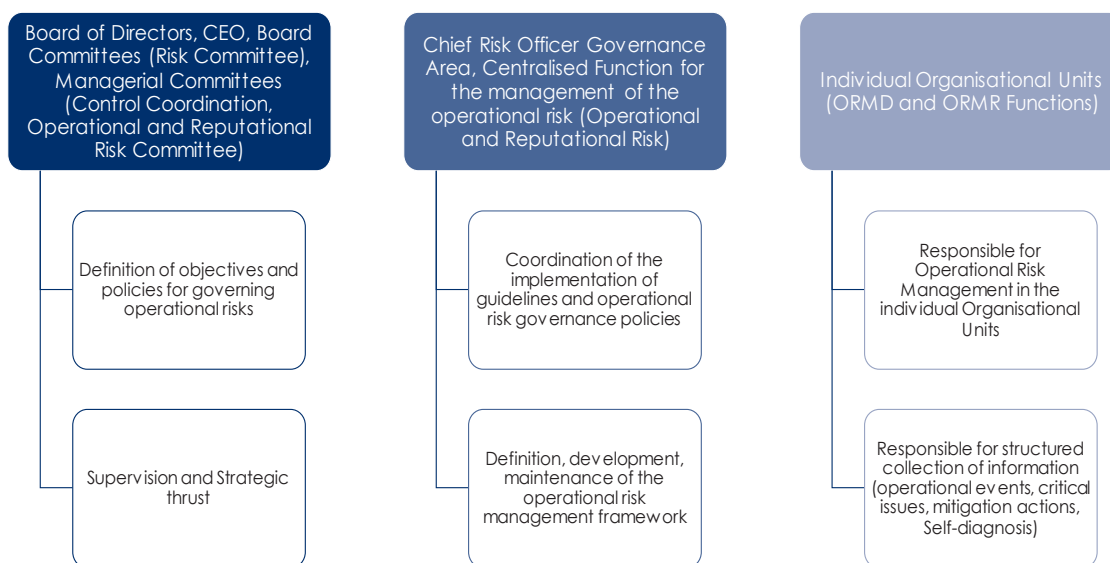 Board of Directors, CEO, Board
Committees (Risk Committee),
Managerial Committees
(Control Coordination,
Operational and Reputational
Risk Committee)
Definition of objectives and
policies for governing
operational risks
Supervision and Strategic
thrust
Chief Risk Officer Governance
Area, Centralised Function for
the management of the
operational risk (Operational
and Reputational Risk)
Coordination of the
implementation of
guidelines and operational
risk governance policies
Definition, development,
maintenance of the
operational risk
management framework
Individual Organisational Units
(ORMD and ORMR Functions)
Responsible for
Operational Risk
Management in the
individual Organisational
Units
Responsible for structured
collection of information
(operational events, critical
issues, mitigation actions,
Self-diagnosis)